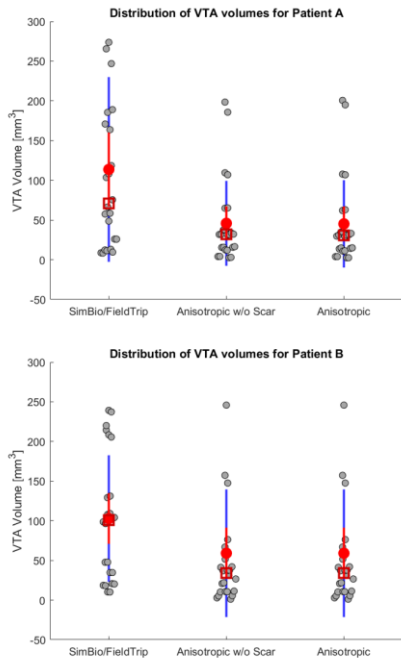 Distribution of VTA volumes for Patient A
300
250
200
150
100
50
0
-50
VTA Volume [mm³]
SimBio/FieldTrip Anisotropic w/o Scar Anisotropic
Distribution of VTA volumes for Patient B
300
250
200
150
100
50
0
-50
VTA Volume [mm³]
SimBio/FieldTrip Anisotropic w/o Scar Anisotropic